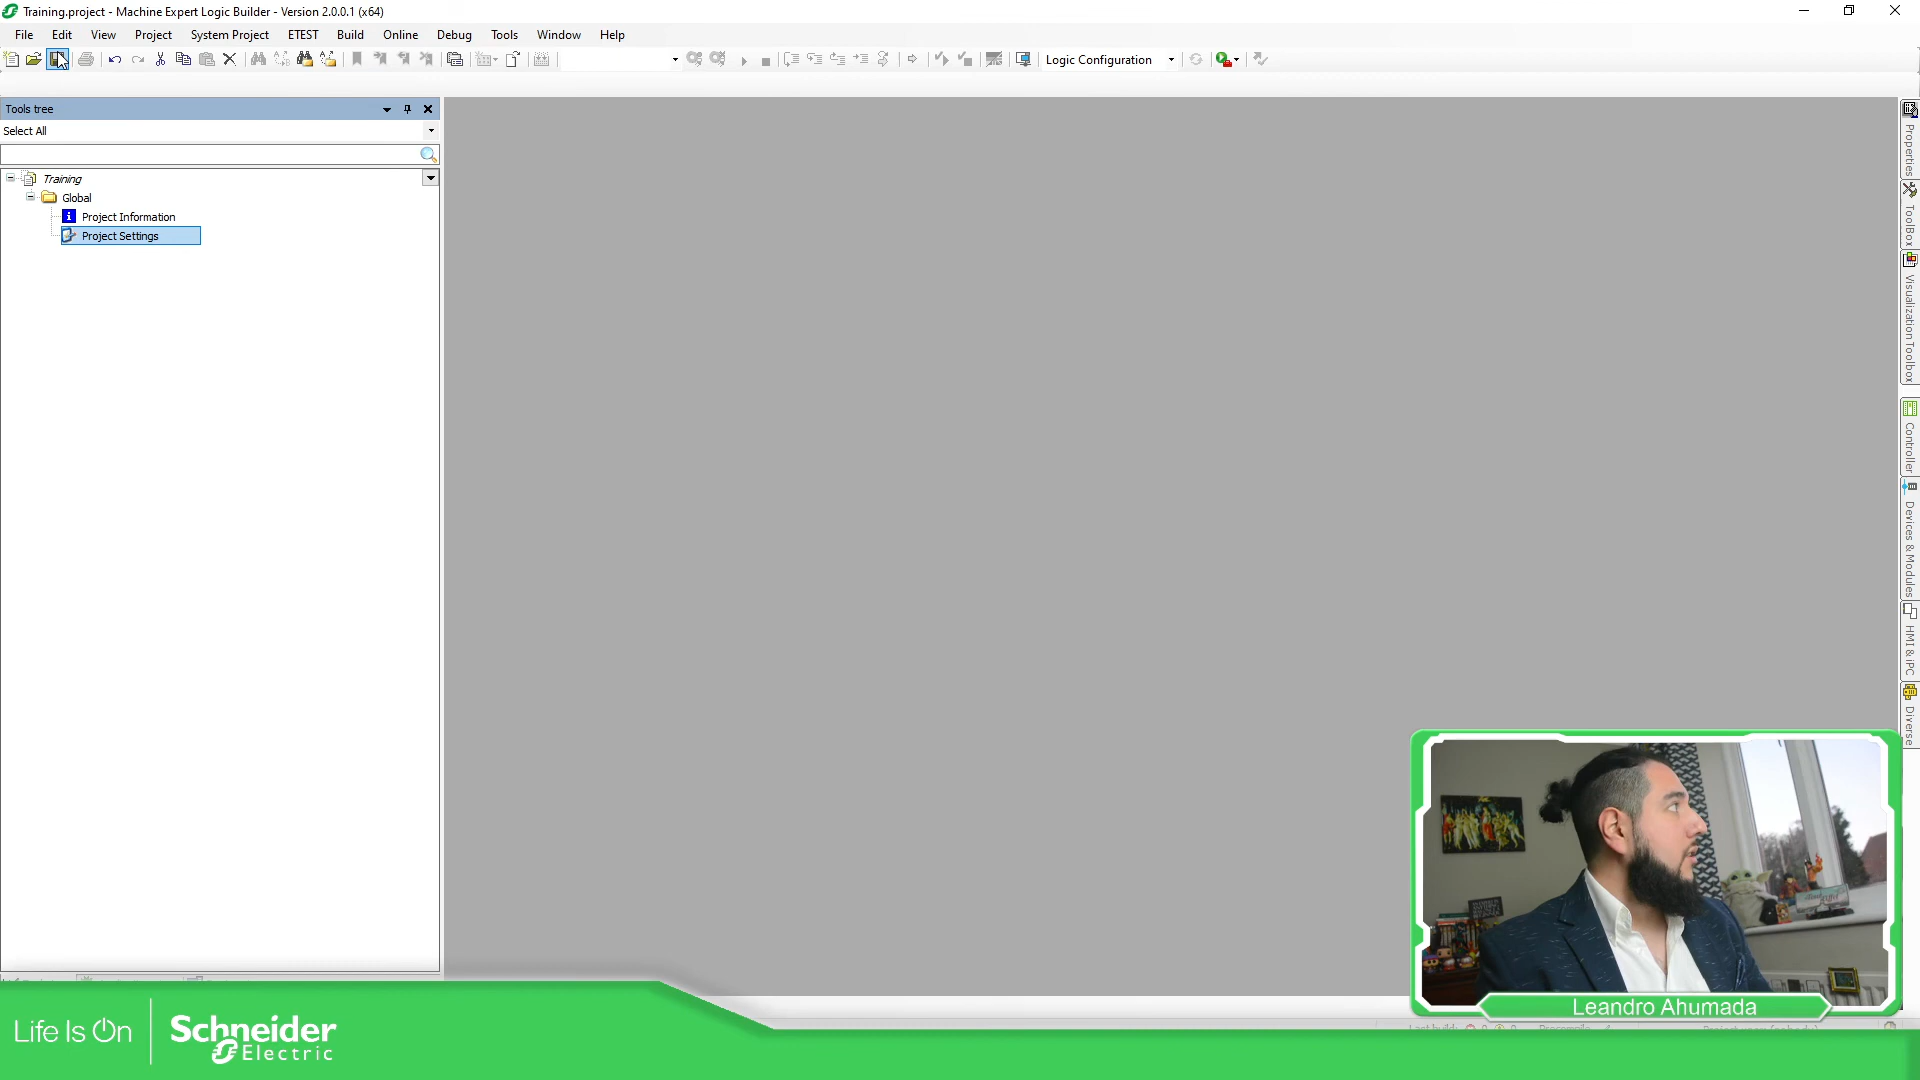 Training.project - Machine Expert Logic Builder - Version 2.0.0.1 (x64)
File Edit View Project System Project ETEST Build Online Debug Tools Window Help
Logic Configuration
Tools tree
Select All
Training
Global
Project Information
Project Settings
Properties
ToolBox
Visualization Toolbox
Controller
Devices & Modules
HMI & iPC
Diverse
Leandro Ahumada
Life Is On
Schneider
Electric